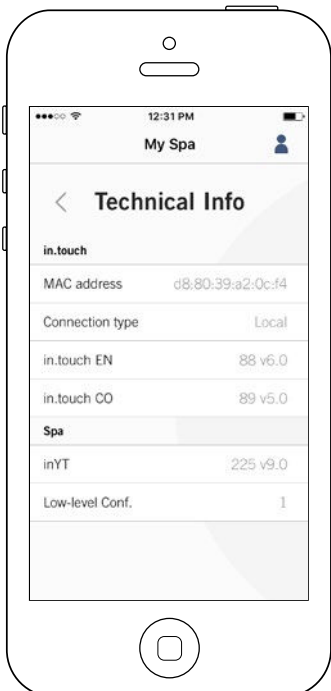 12:31 PM
My Spa
Technical Info
in.touch
MAC address d8:80:39:a2:0c:f4
Connection type Local
in.touch EN 88 v6.0
in.touch CO 89 v5.0
Spa
inYT 225 v9.0
Low-level Conf. 1